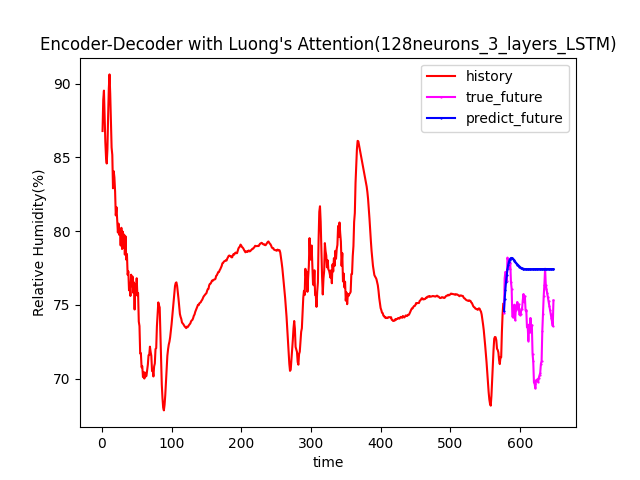 Encoder-Decoder with Luong's Attention(128neurons_3_layers_LSTM)
history
true_future
predict_future
90
85
80
75
70
Relative Humidity(%)
0 100 200 300 400 500 600
time